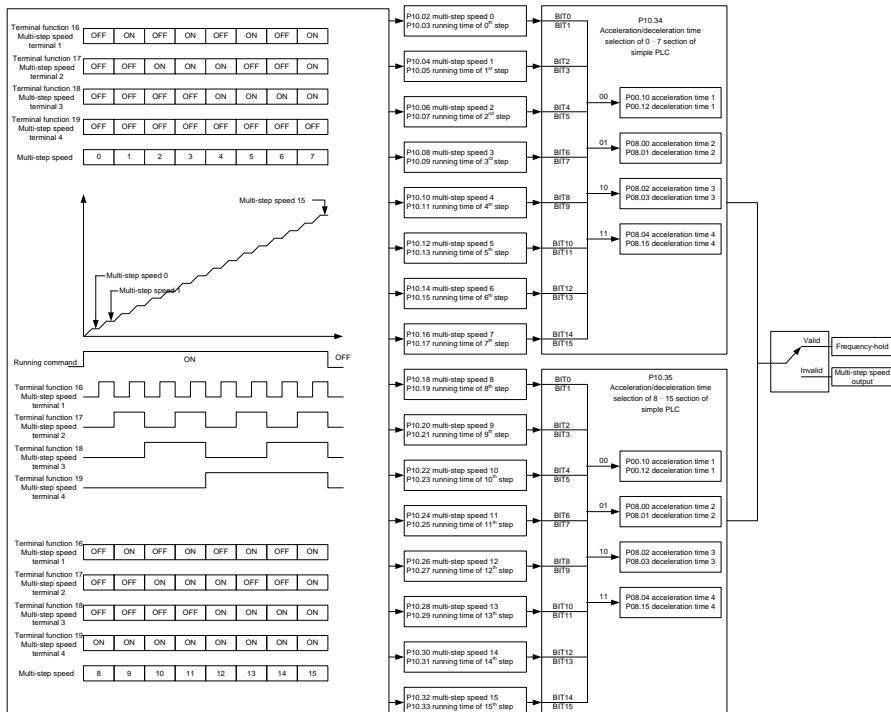 Terminal function 16
Multi-step speed
terminal 1
OFF ON OFF ON OFF ON OFF ON
Terminal function 17
Multi-step speed
terminal 2
OFF OFF ON ON OFF OFF ON ON
Terminal function 18
Multi-step speed
terminal 3
OFF OFF OFF OFF ON ON ON ON
Terminal function 19
Multi-step speed
terminal 4
OFF OFF OFF OFF OFF OFF OFF OFF
Multi-step speed 0 1 2 3 4 5 6 7
Multi-step speed 15
Multi-step speed 0
Multi-step speed 1
Running command
ON
OFF
Terminal function 16
Multi-step speed
terminal 1
Terminal function 17
Multi-step speed
terminal 2
Terminal function 18
Multi-step speed
terminal 3
Terminal function 19
Multi-step speed
terminal 4
Terminal function 16
Multi-step speed
terminal 1
OFF ON OFF ON OFF ON OFF ON
Terminal function 17
Multi-step speed
terminal 2
OFF OFF ON ON OFF OFF ON ON
Terminal function 18
Multi-step speed
terminal 3
OFF OFF OFF OFF ON ON ON ON
Terminal function 19
Multi-step speed
terminal 4
ON ON ON ON ON ON ON ON
Multi-step speed 8 9 10 11 12 13 14 15
P10.02 multi-step speed 0
P10.03 running time of 0th step
P10.04 multi-step speed 1
P10.05 running time of 1st step
P10.06 multi-step speed 2
P10.07 running time of 2nd step
P10.08 multi-step speed 3
P10.09 running time of 3rd step
P10.10 multi-step speed 4
P10.11 running time of 4th step
P10.12 multi-step speed 5
P10.13 running time of 5th step
P10.14 multi-step speed 6
P10.15 running time of 6th step
P10.16 multi-step speed 7
P10.17 running time of 7th step
P10.18 multi-step speed 8
P10.19 running time of 8th step
P10.20 multi-step speed 9
P10.21 running time of 9th step
P10.22 multi-step speed 10
P10.23 running time of 10th step
P10.24 multi-step speed 11
P10.25 running time of 11th step
P10.26 multi-step speed 12
P10.27 running time of 12th step
P10.28 multi-step speed 13
P10.29 running time of 13th step
P10.30 multi-step speed 14
P10.31 running time of 14th step
P10.32 multi-step speed 15
P10.33 running time of 15th step
BIT0
BIT1
BIT2
BIT3
BIT4
BIT5
BIT6
BIT7
BIT8
BIT9
BIT10
BIT11
BIT12
BIT13
BIT14
BIT15
P10.34
Acceleration/deceleration time
selection of 0 - 7 section of
simple PLC
00
P00.10 acceleration time 1
P00.12 deceleration time 1
01
P08.00 acceleration time 2
P08.01 deceleration time 2
10
P08.02 acceleration time 3
P08.03 deceleration time 3
11
P08.04 acceleration time 4
P08.15 deceleration time 4
BIT0
BIT1
BIT2
BIT3
BIT4
BIT5
BIT6
BIT7
BIT8
BIT9
BIT10
BIT11
BIT12
BIT13
BIT14
BIT15
P10.35
Acceleration/deceleration time
selection of 8 - 15 section of
simple PLC
00
P00.10 acceleration time 1
P00.12 deceleration time 1
01
P08.00 acceleration time 2
P08.01 deceleration time 2
10
P08.02 acceleration time 3
P08.03 deceleration time 3
11
P08.04 acceleration time 4
P08.15 deceleration time 4
Valid
Frequency-hold
Invalid
Multi-step speed
output